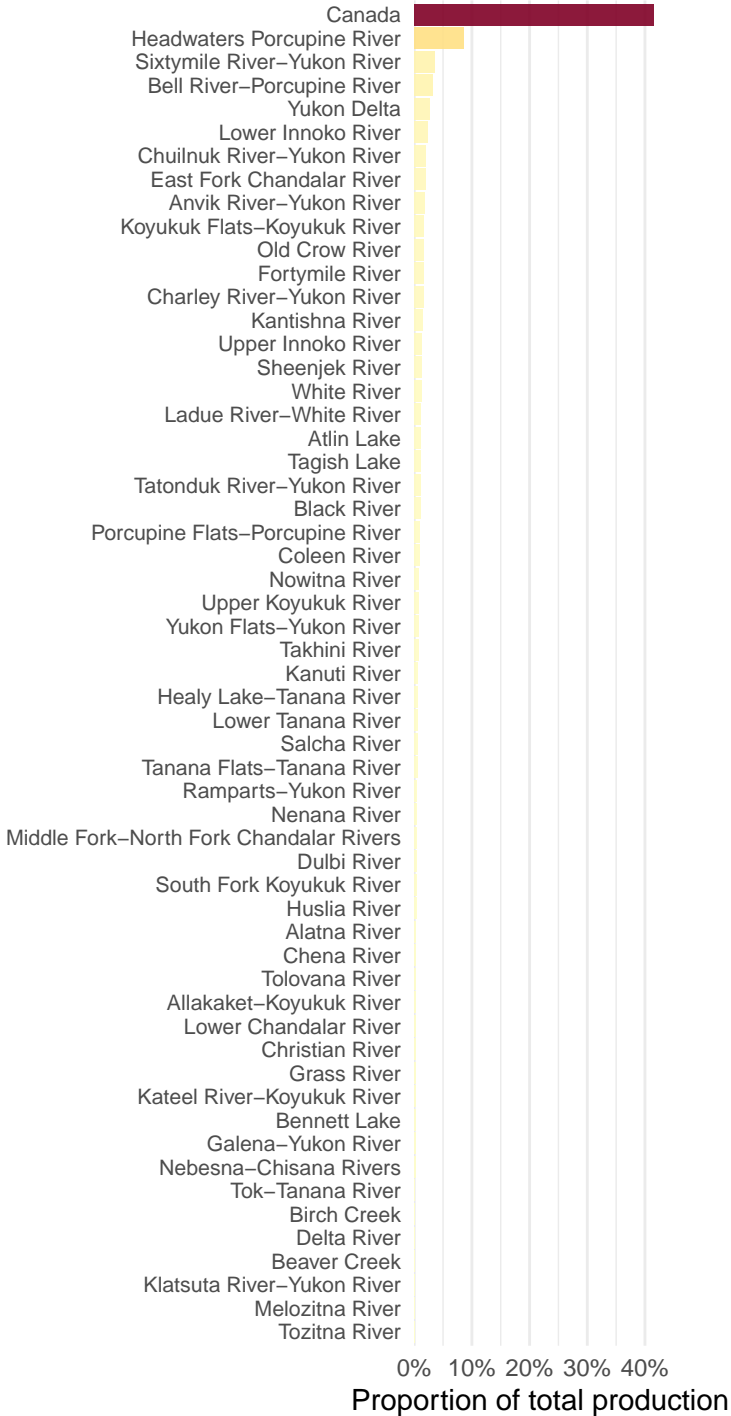 Canada
Headwaters Porcupine River
Sixtymile River−Yukon River
Bell River−Porcupine River
Yukon Delta
Lower Innoko River
Chuilnuk River−Yukon River
East Fork Chandalar River
Anvik River−Yukon River
Koyukuk Flats−Koyukuk River
Old Crow River
Fortymile River
Charley River−Yukon River
Kantishna River
Upper Innoko River
Sheenjek River
White River
Ladue River−White River
Atlin Lake
Tagish Lake
Tatonduk River−Yukon River
Black River
Porcupine Flats−Porcupine River
Coleen River
Nowitna River
Upper Koyukuk River
Yukon Flats−Yukon River
Takhini River
Kanuti River
Healy Lake−Tanana River
Lower Tanana River
Salcha River
Tanana Flats−Tanana River
Ramparts−Yukon River
Nenana River
Middle Fork−North Fork Chandalar Rivers
Dulbi River
South Fork Koyukuk River
Huslia River
Alatna River
Chena River
Tolovana River
Allakaket−Koyukuk River
Lower Chandalar River
Christian River
Grass River
Kateel River−Koyukuk River
Bennett Lake
Galena−Yukon River
Nebesna−Chisana Rivers
Tok−Tanana River
Birch Creek
Delta River
Beaver Creek
Klatsuta River−Yukon River
Melozitna River
Tozitna River
0% 10% 20% 30% 40%
Proportion of total production